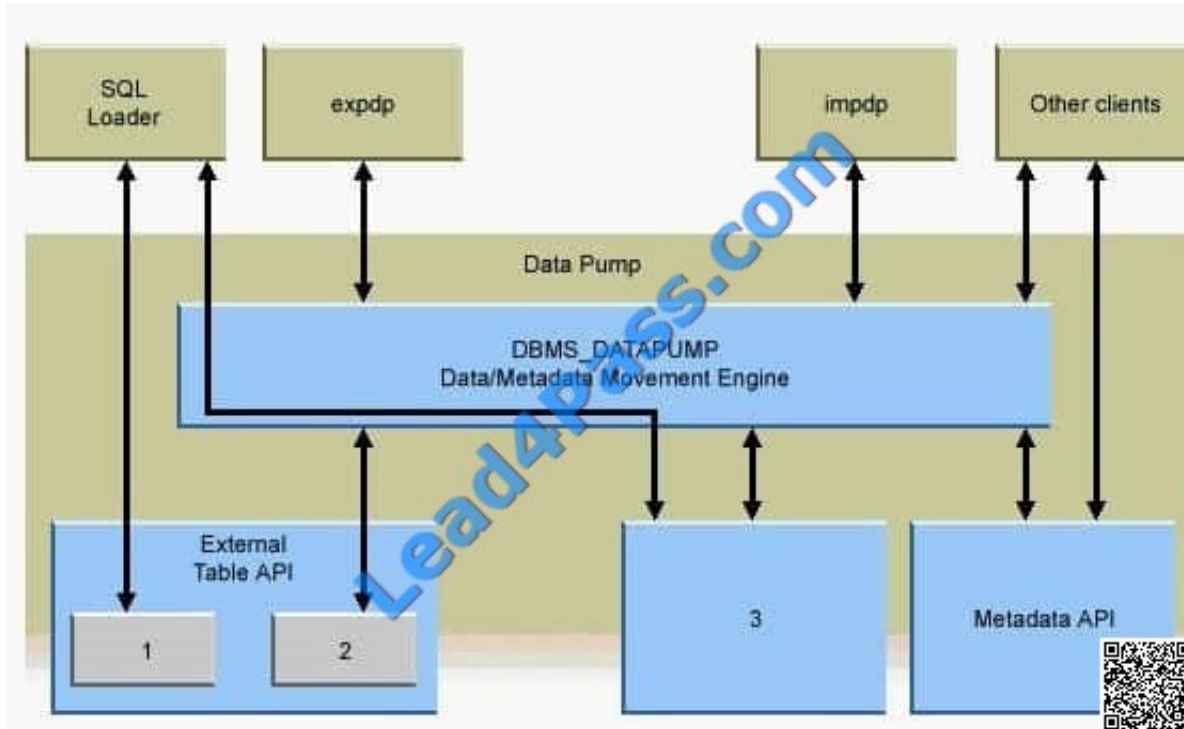 SQL
Loader
expdp
impdp
Other clients
Data Pump
DBMS_DATAPUMP
Data/Metadata Movement Engine
External
Table API
1
2
3
Metadata API
Lead4Pass.com